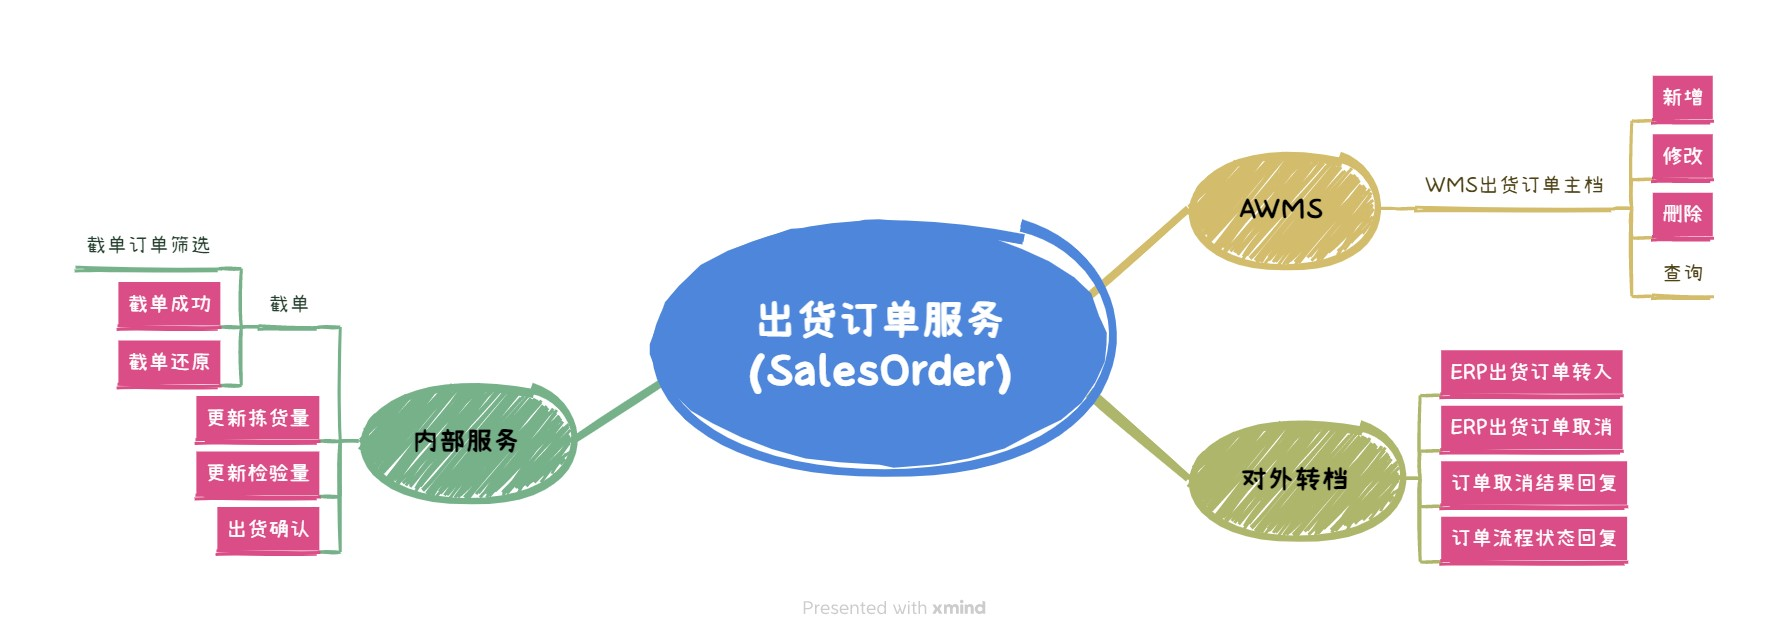 出货订单服务
(SalesOrder)
AWMS
WMS出货订单主档
新增
修改
删除
查询
对外转档
ERP出货订单转入
ERP出货订单取消
订单取消结果回复
订单流程状态回复
内部服务
截单
截单订单筛选
截单成功
截单还原
更新拣货量
更新检验量
出货确认
Presented with xmind